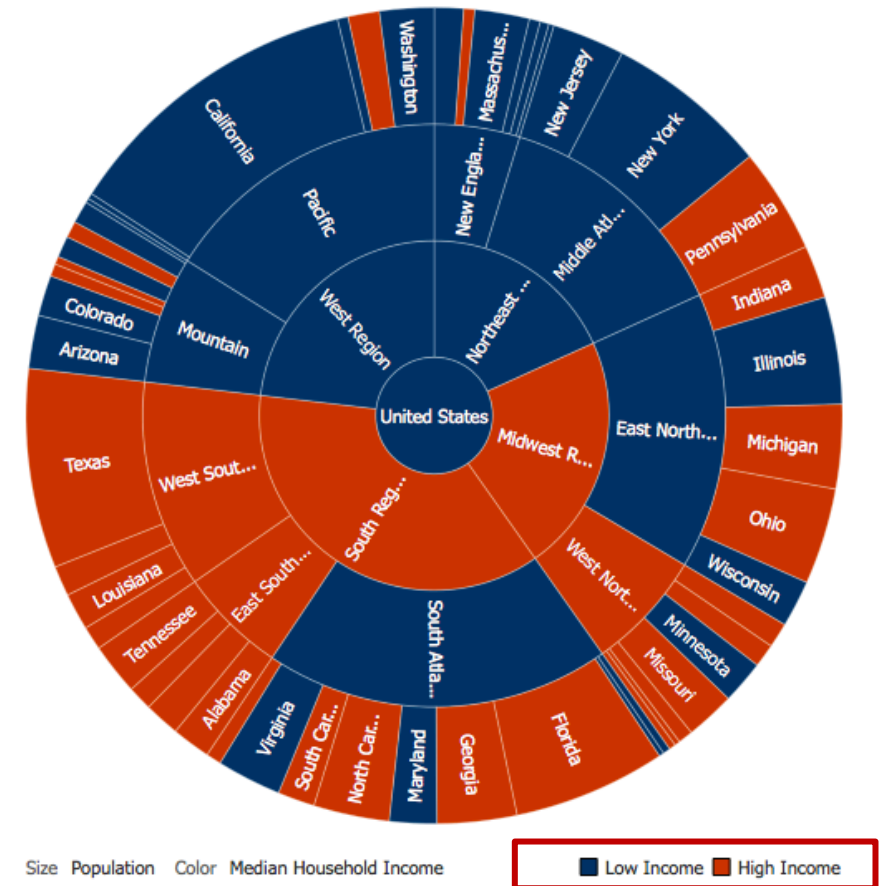 United States
Northeast ...
Midwest R...
South Reg...
West Region
New Engla...
Middle Atl...
East North...
West Nort...
South Atla...
East South...
West Sout...
Mountain
Pacific
Massachus...
New Jersey
New York
Pennsylvania
Indiana
Illinois
Michigan
Ohio
Wisconsin
Minnesota
Missouri
Florida
Georgia
Maryland
North Car...
South Car...
Virginia
Alabama
Tennessee
Louisiana
Texas
Arizona
Colorado
California
Washington
Size Population Color Median Household Income Low Income High Income